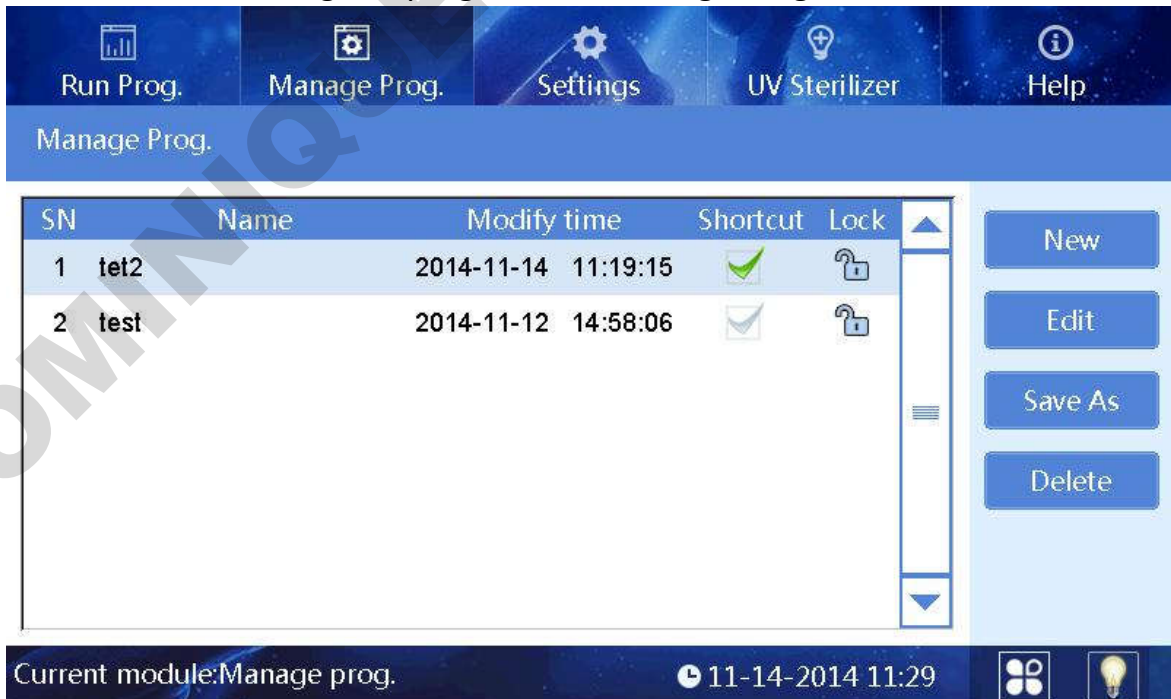 Run Prog. Manage Prog. Settings UV Sterilizer Help
Manage Prog.
SN Name Modify time Shortcut Lock
1 tet2 2014-11-14 11:19:15
2 test 2014-11-12 14:58:06
New
Edit
Save As
Delete
Current module:Manage prog. 11-14-2014 11:29